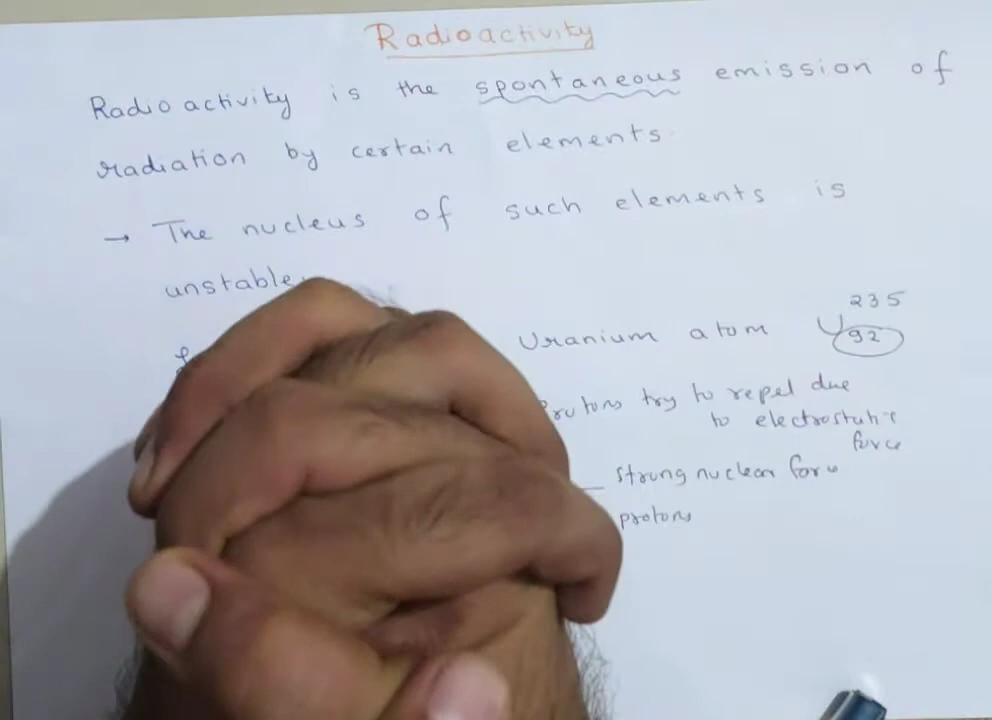 Radioactivity
Radioactivity is the spontaneous emission of
radiation by certain elements
→ The nucleus of such elements is
unstable
235
Uranium atom U
92
Protons try to repel due
to electrostatic
force
strong nuclear force
protons